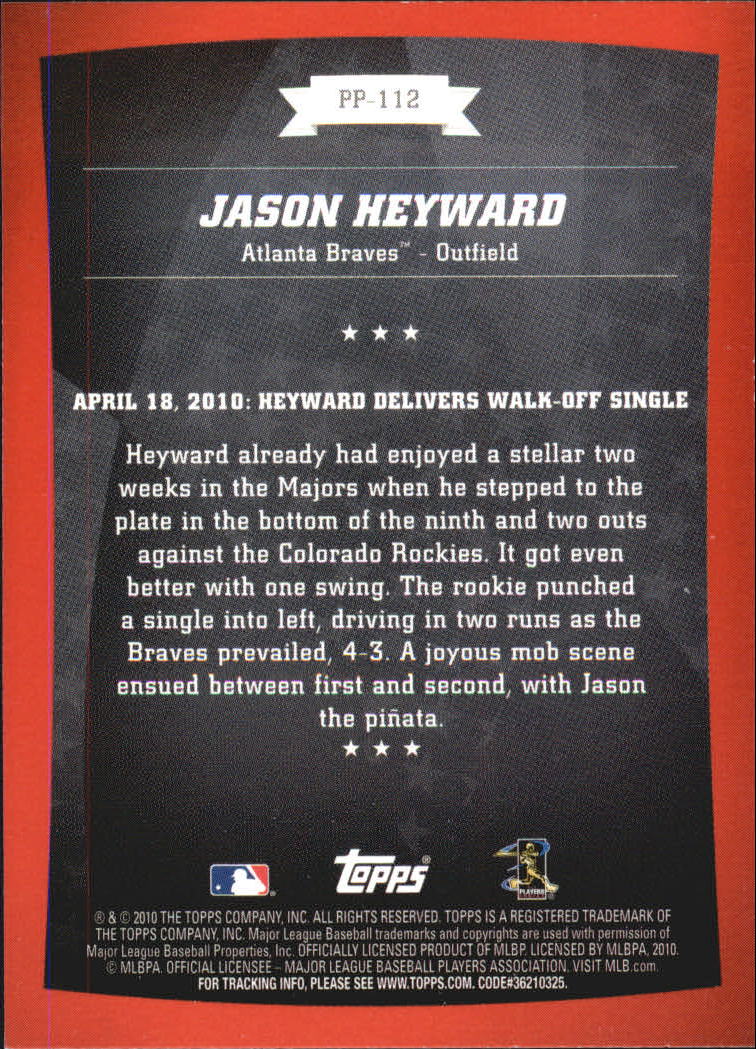 PP-112
JASON HEYWARD
Atlanta Braves™ - Outfield
APRIL 18, 2010: HEYWARD DELIVERS WALK-OFF SINGLE
Heyward already had enjoyed a stellar two
weeks in the Majors when he stepped to the
plate in the bottom of the ninth and two outs
against the Colorado Rockies. It got even
better with one swing. The rookie punched
a single into left, driving in two runs as the
Braves prevailed, 4-3. A joyous mob scene
ensued between first and second, with Jason
the piñata.
topps®
PLAYERS
® & © 2010 THE TOPPS COMPANY, INC. ALL RIGHTS RESERVED. TOPPS IS A REGISTERED TRADEMARK OF
THE TOPPS COMPANY, INC. Major League Baseball trademarks and copyrights are used with permission of
Major League Baseball Properties, Inc. OFFICIALLY LICENSED PRODUCT OF MLBP. LICENSED BY MLBPA, 2010.
© MLBPA. OFFICIAL LICENSEE – MAJOR LEAGUE BASEBALL PLAYERS ASSOCIATION. VISIT MLB.com.
FOR TRACKING INFO, PLEASE SEE WWW.TOPPS.COM. CODE#36210325.